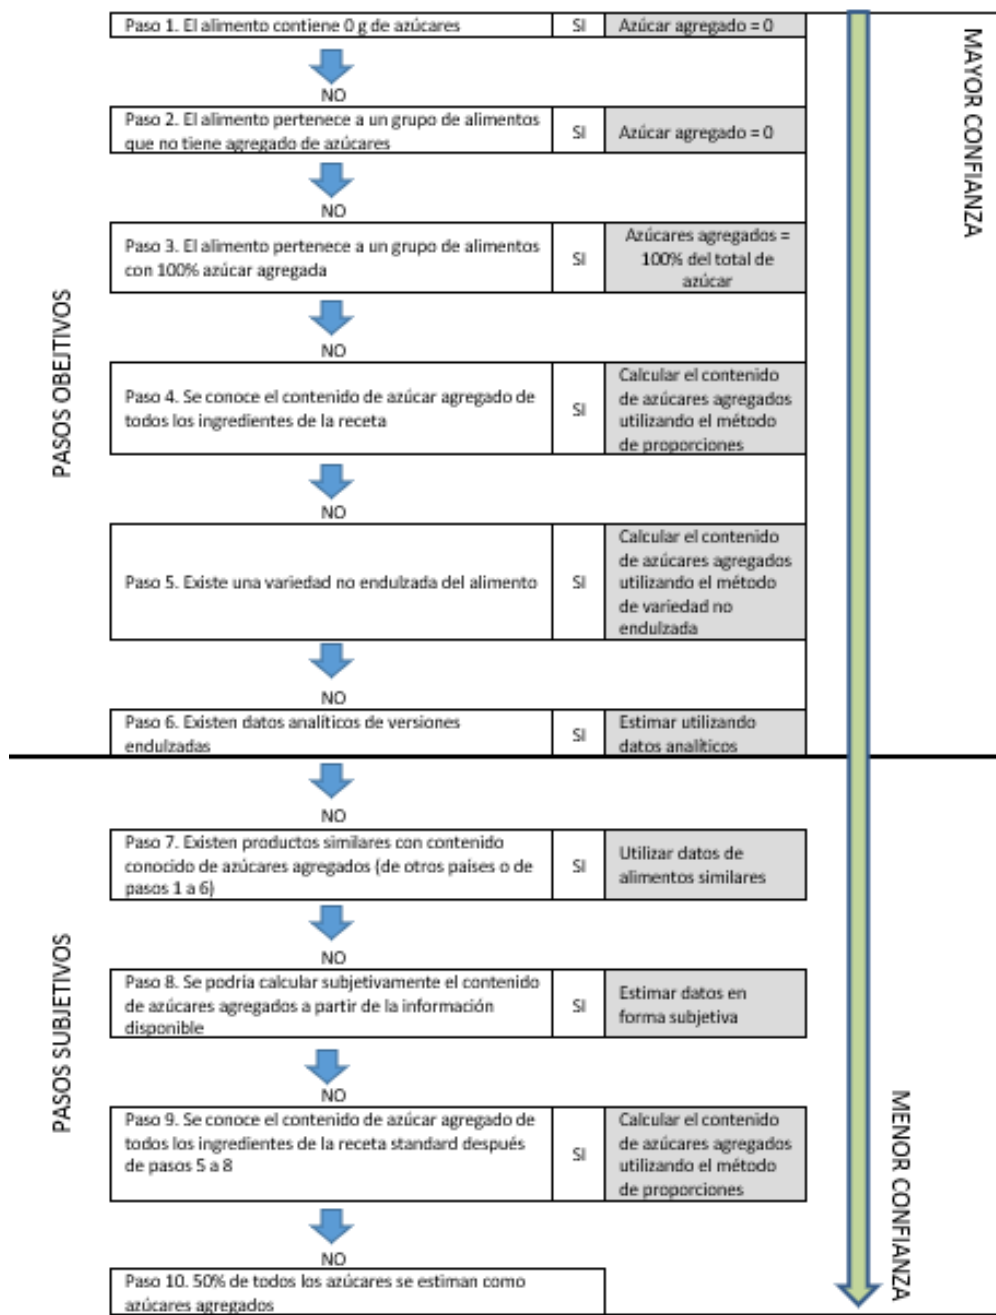 Paso 1. El alimento contiene 0 g de azúcares
SI
Azúcar agregado = 0
NO
Paso 2. El alimento pertenece a un grupo de alimentos
que no tiene agregado de azúcares
SI
Azúcar agregado = 0
NO
Paso 3. El alimento pertenece a un grupo de alimentos
con 100% azúcar agregada
SI
Azúcares agregados =
100% del total de
azúcar
NO
Paso 4. Se conoce el contenido de azúcar agregado de
todos los ingredientes de la receta
SI
Calcular el contenido
de azúcares agregados
utilizando el método
de proporciones
NO
Paso 5. Existe una variedad no endulzada del alimento
SI
Calcular el contenido
de azúcares agregados
utilizando el método
de variedad no
endulzada
NO
Paso 6. Existen datos analíticos de versiones
endulzadas
SI
Estimar utilizando
datos analíticos
NO
Paso 7. Existen productos similares con contenido
conocido de azúcares agregados (de otros países o de
pasos 1 a 6)
SI
Utilizar datos de
alimentos similares
NO
Paso 8. Se podría calcular subjetivamente el contenido
de azúcares agregados a partir de la información
disponible
SI
Estimar datos en
forma subjetiva
NO
Paso 9. Se conoce el contenido de azúcar agregado de
todos los ingredientes de la receta standard después
de pasos 5 a 8
SI
Calcular el contenido
de azúcares agregados
utilizando el método
de proporciones
NO
Paso 10. 50% de todos los azúcares se estiman como
azúcares agregados
PASOS OBEJTIVOS
PASOS SUBJETIVOS
MAYOR CONFIANZA
MENOR CONFIANZA